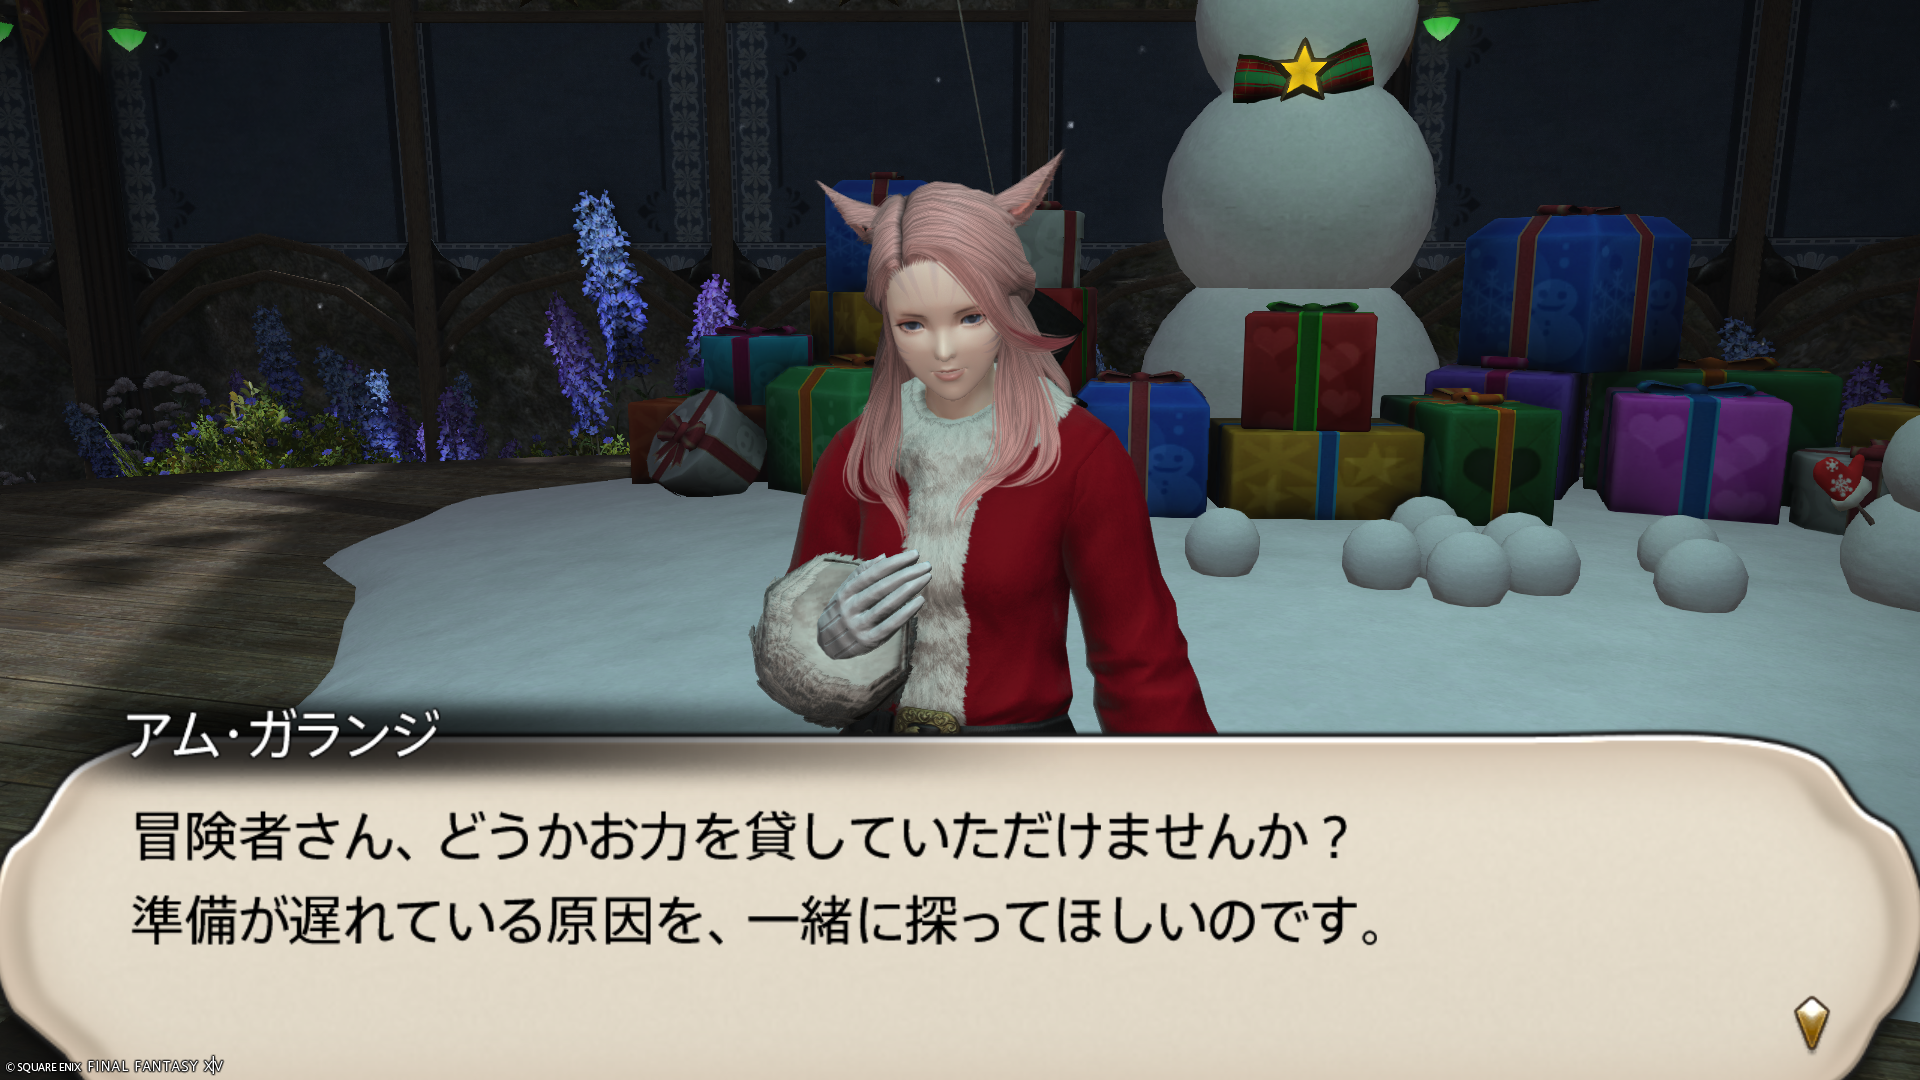 アム・ガランジ
冒険者さん、どうかお力を貸していただけませんか？
準備が遅れている原因を、一緒に探ってほしいのです。
© SQUARE ENIX FINAL FANTASY XIV